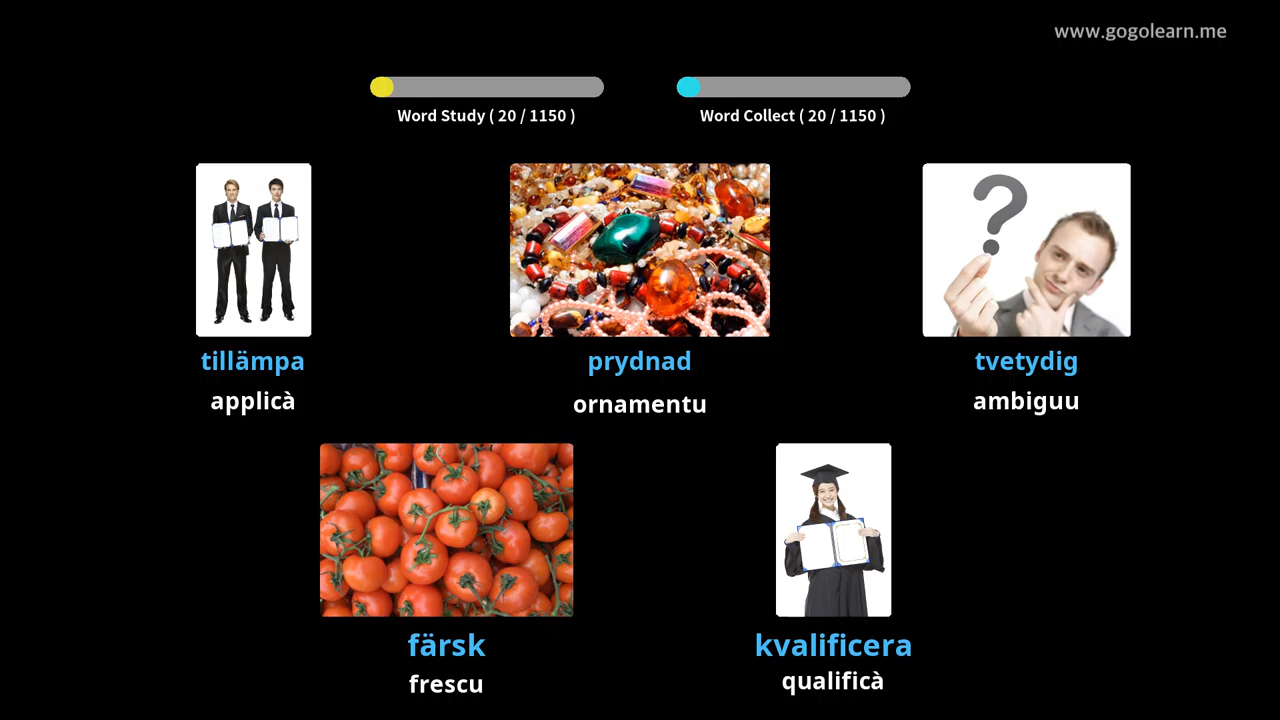 www.gogolearn.me
Word Study ( 20 / 1150 )
Word Collect ( 20 / 1150 )
tillämpa
applicà
prydnad
ornamentu
tvetydig
ambiguu
färsk
frescu
kvalificera
qualificà